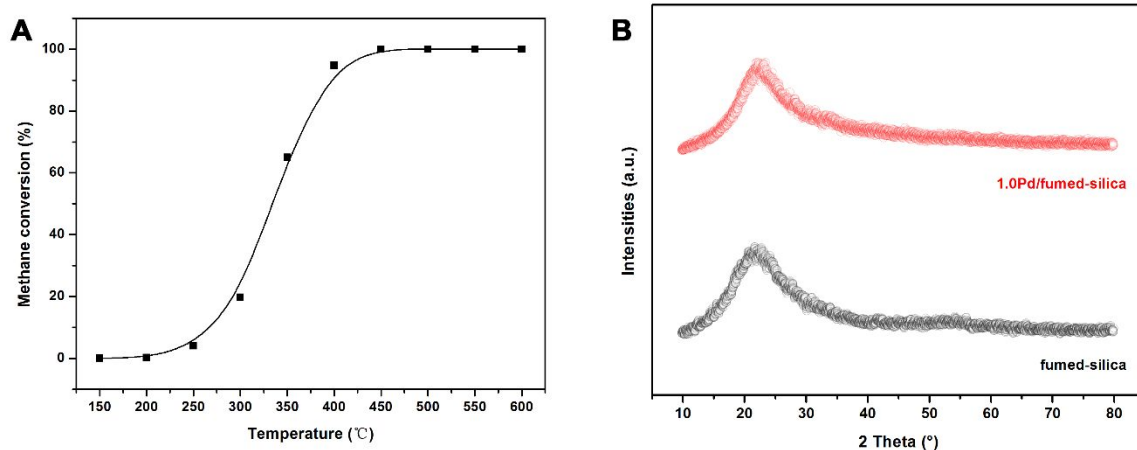 A
100
80
60
40
20
0
Methane conversion (%)
150 200 250 300 350 400 450 500 550 600
Temperature (℃)
B
Intensities (a.u.)
1.0Pd/fumed-silica
fumed-silica
10 20 30 40 50 60 70 80
2 Theta (°)